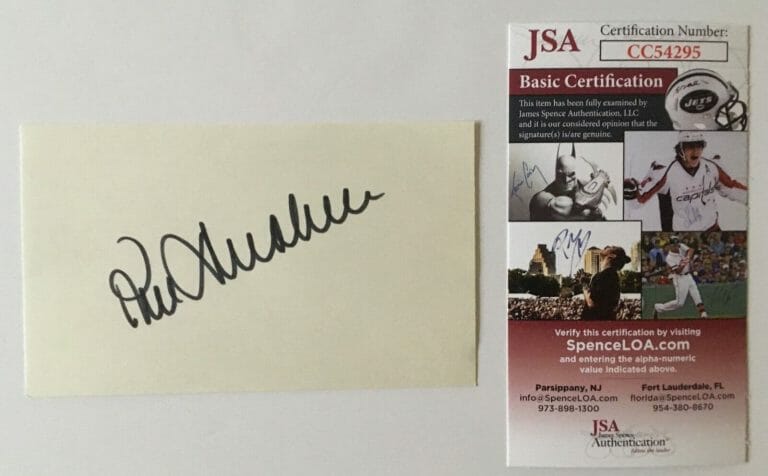 JSA
Certification Number:
CC54295
Basic Certification
This item has been fully examined by
James Spence Authentication, LLC
and it is our considered opinion that the
signature(s) is/are genuine.
JETS
capitals
Verify this certification by visiting
SpenceLOA.com
and entering the alpha-numeric
value indicated above.
Parsippany, NJ
info@SpenceLOA.com
973-898-1300
Fort Lauderdale, FL
florida@SpenceLOA.com
954-380-8670
JSA
James Spence
Authentication